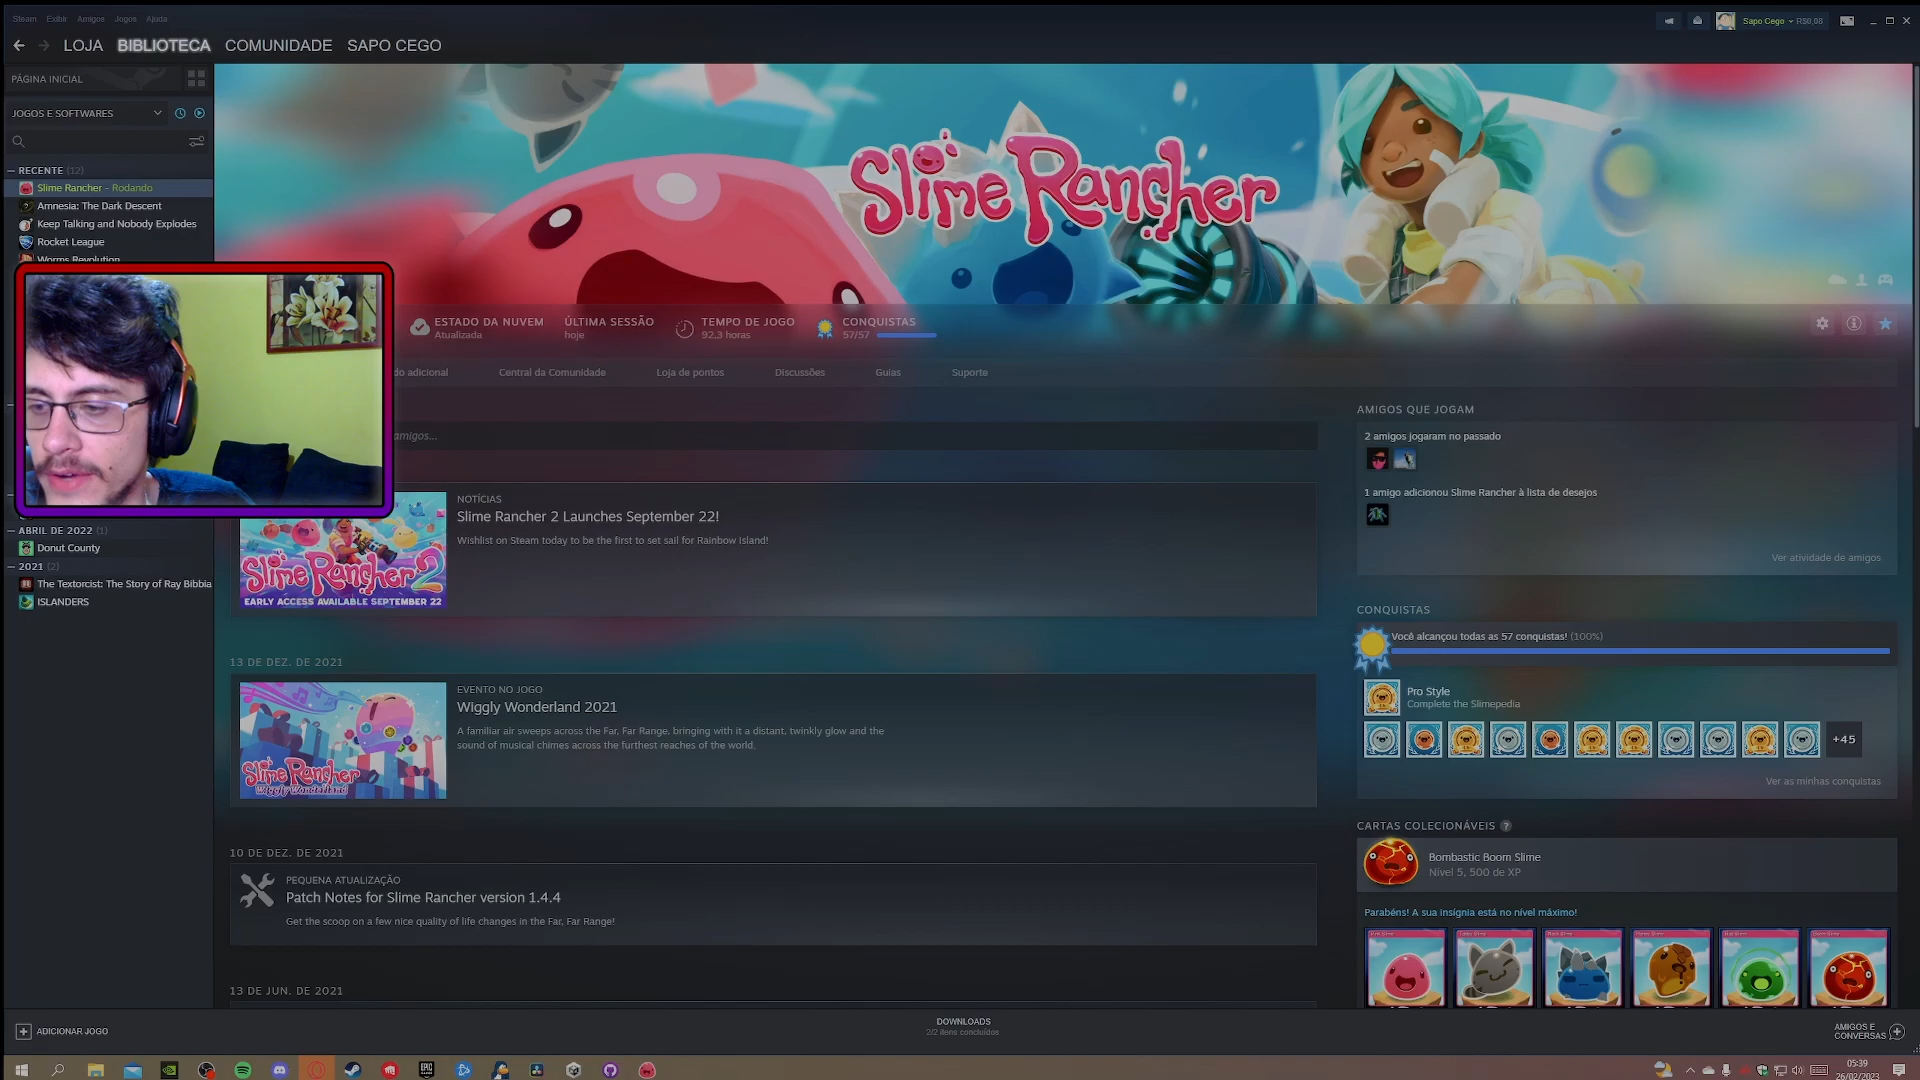 Steam Exibir Amigos Jogos Ajuda
Sapo Cego R$0,08
LOJA BIBLIOTECA COMUNIDADE SAPO CEGO
PÁGINA INICIAL
JOGOS E SOFTWARES
RECENTE (12)
Slime Rancher - Rodando
Amnesia: The Dark Descent
Keep Talking and Nobody Explodes
Rocket League
Worms Revolution
ABRIL DE 2022 (1)
Donut County
2021 (2)
The Textorcist: The Story of Ray Bibbia
ISLANDERS
Slime Rancher
ESTADO DA NUVEM
Atualizada
ÚLTIMA SESSÃO
hoje
TEMPO DE JOGO
92,3 horas
CONQUISTAS
57/57
do adicional Central da Comunidade Loja de pontos Discussões Guias Suporte
amigos...
NOTÍCIAS
Slime Rancher 2 Launches September 22!
Wishlist on Steam today to be the first to set sail for Rainbow Island!
Slime Rancher 2
EARLY ACCESS AVAILABLE SEPTEMBER 22
13 DE DEZ. DE 2021
EVENTO NO JOGO
Wiggly Wonderland 2021
A familiar air sweeps across the Far, Far Range, bringing with it a distant, twinkly glow and the
sound of musical chimes across the furthest reaches of the world.
Slime Rancher
Wiggly Wonderland
10 DE DEZ. DE 2021
PEQUENA ATUALIZAÇÃO
Patch Notes for Slime Rancher version 1.4.4
Get the scoop on a few nice quality of life changes in the Far, Far Range!
13 DE JUN. DE 2021
AMIGOS QUE JOGAM
2 amigos jogaram no passado
1 amigo adicionou Slime Rancher à lista de desejos
Ver atividade de amigos
CONQUISTAS
Você alcançou todas as 57 conquistas! (100%)
Pro Style
Complete the Slimepedia
+45
Ver as minhas conquistas
CARTAS COLECIONÁVEIS ?
Bombastic Boom Slime
Nível 5, 500 de XP
Parabéns! A sua insígnia está no nível máximo!
ADICIONAR JOGO
DOWNLOADS
2/2 itens concluídos
AMIGOS E
CONVERSAS
EPIC
05:39
26/02/2023